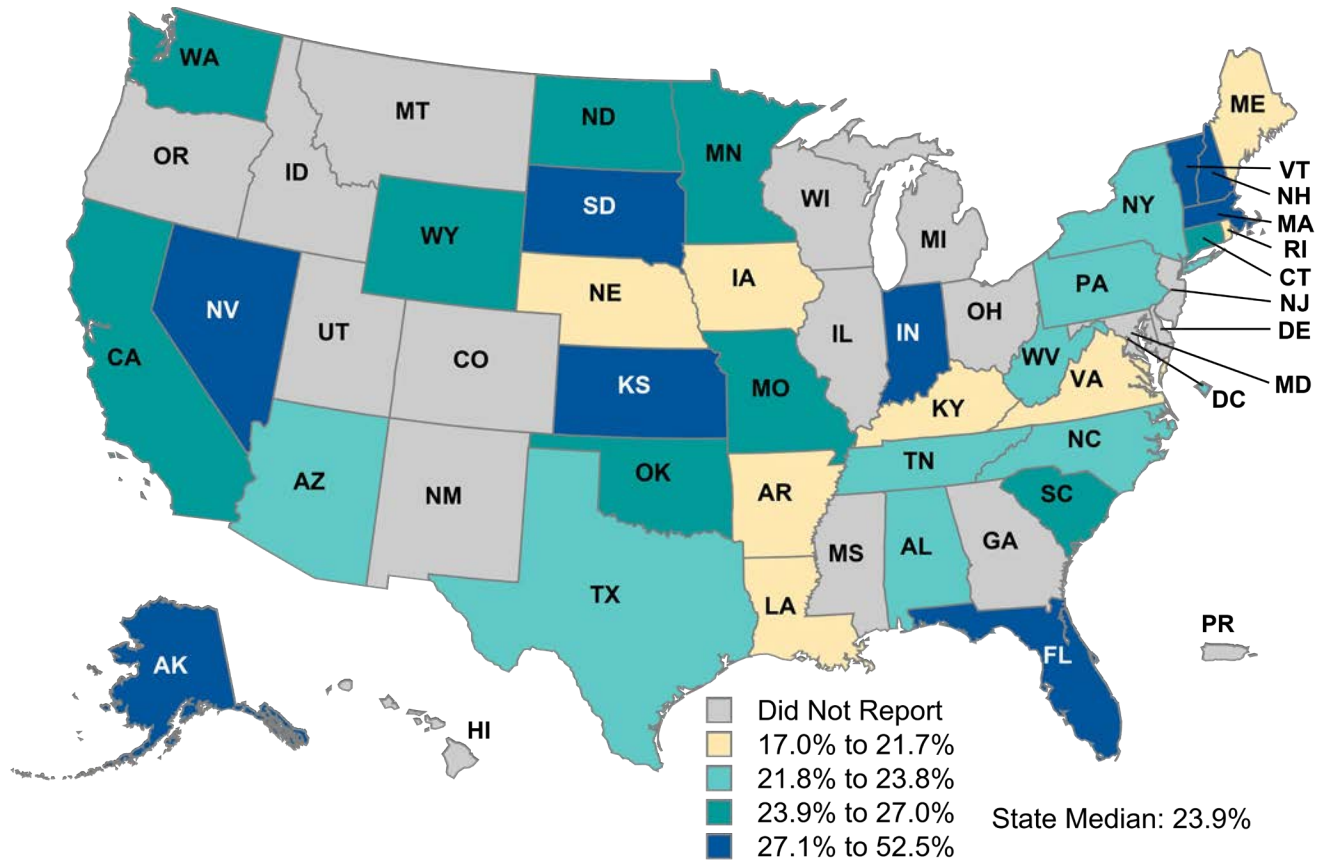 WA
MT
ND
MN
ME
OR
ID
WY
SD
WI
MI
NY
VT
NH
MA
RI
CT
NJ
DE
MD
DC
NV
UT
CO
NE
IA
IL
IN
OH
PA
WV
VA
KY
CA
KS
MO
AZ
NM
OK
AR
TN
NC
SC
MS
AL
GA
TX
LA
FL
PR
AK
HI
Did Not Report
17.0% to 21.7%
21.8% to 23.8%
23.9% to 27.0%
27.1% to 52.5%
State Median: 23.9%